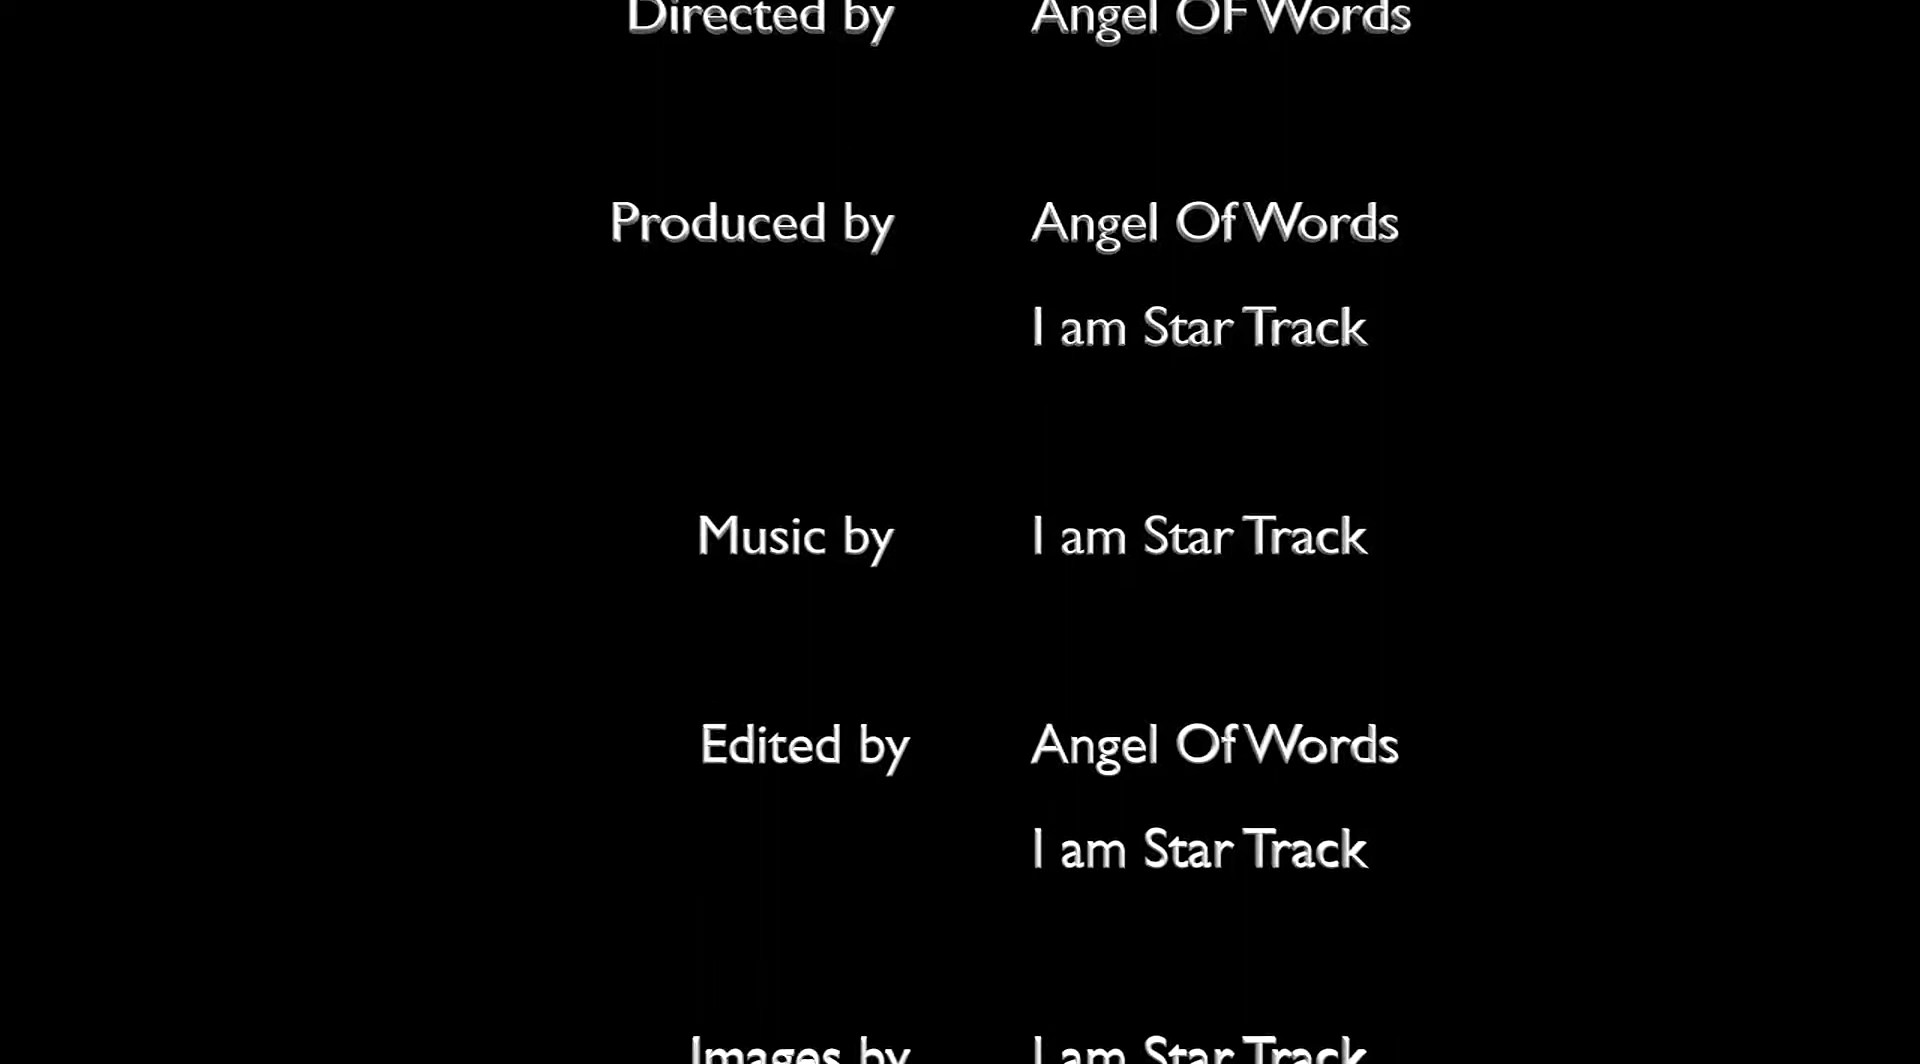 Directed by Angel OF Words
Produced by Angel Of Words
I am Star Track
Music by I am Star Track
Edited by Angel Of Words
I am Star Track
Images by I am Star Track